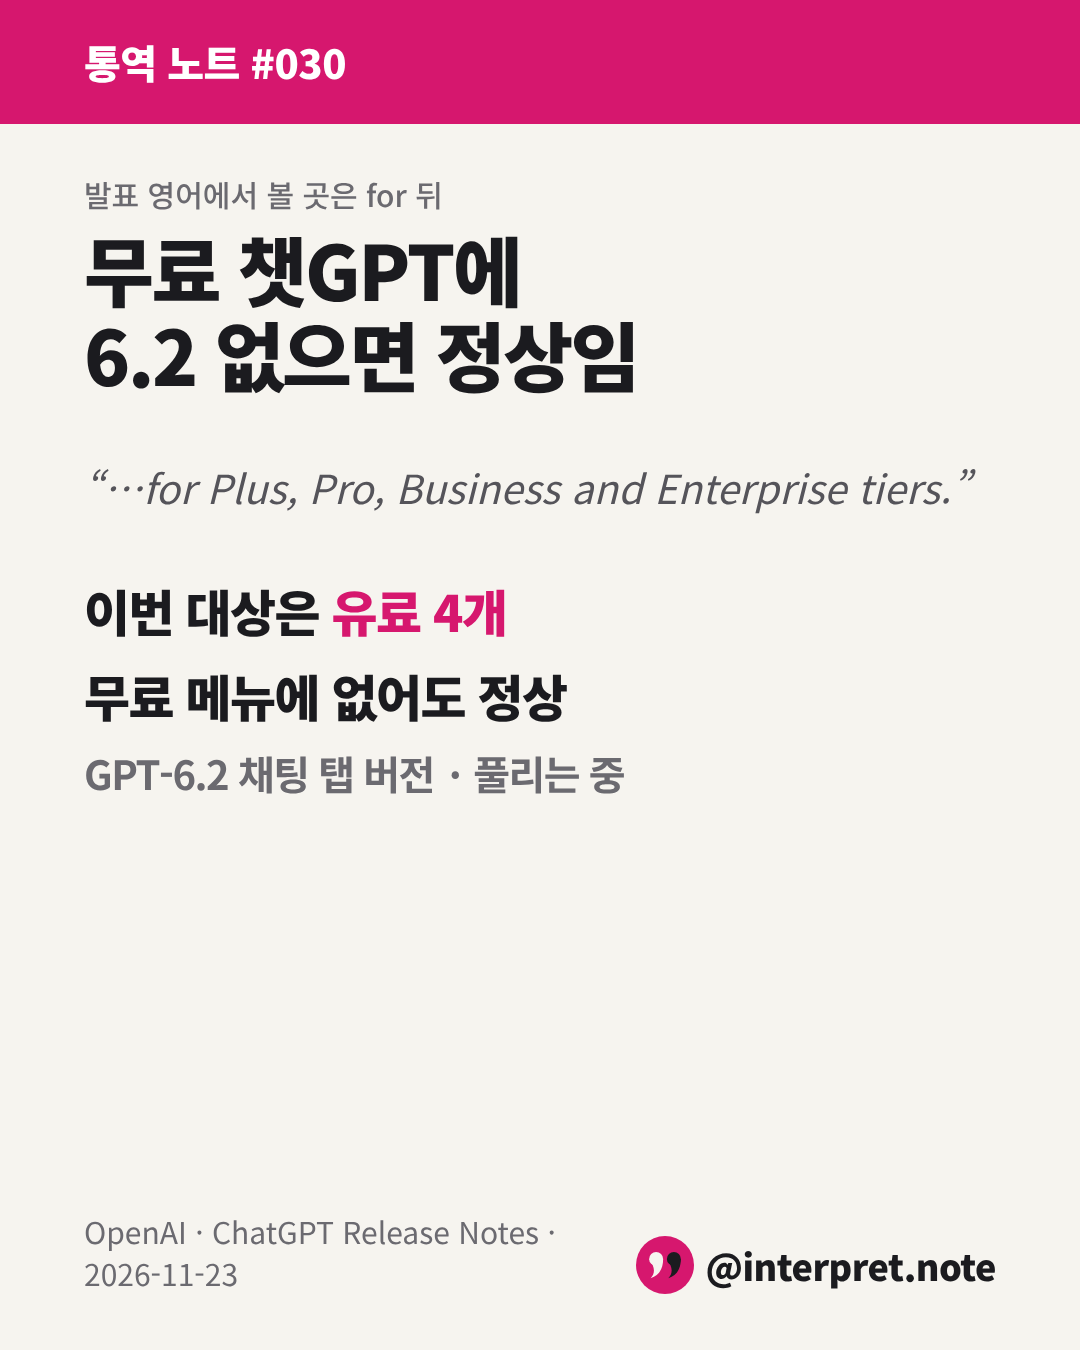 통역 노트 #030
발표 영어에서 볼 곳은 for 뒤
무료 챗GPT에
6.2 없으면 정상임
“…for Plus, Pro, Business and Enterprise tiers.”
이번 대상은 유료 4개
무료 메뉴에 없어도 정상
GPT-6.2 채팅 탭 버전 · 풀리는 중
OpenAI · ChatGPT Release Notes ·
2026-11-23
@interpret.note